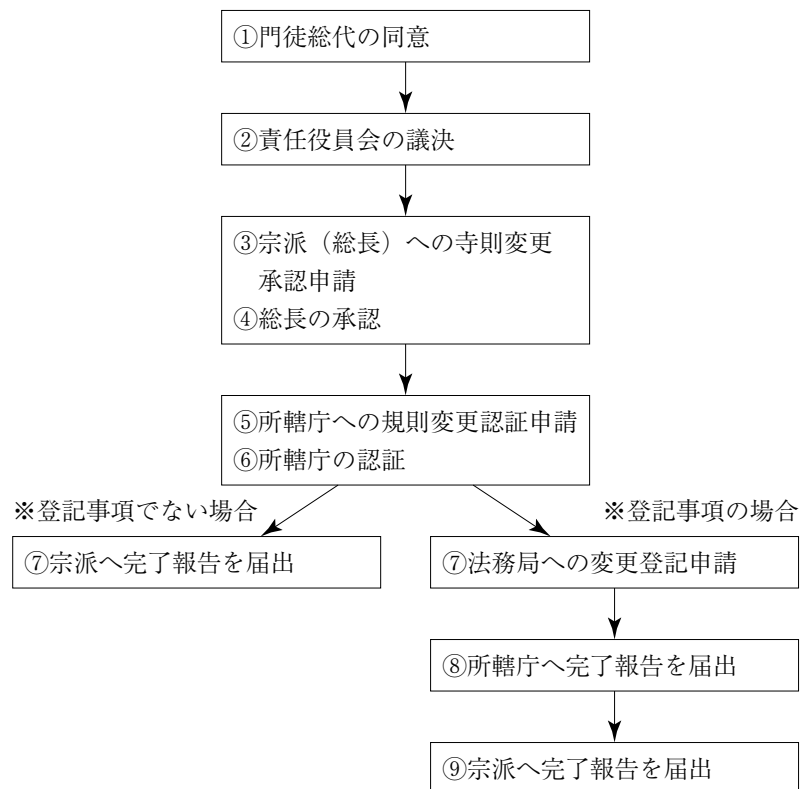 ①門徒総代の同意
②責任役員会の議決
③宗派（総長）への寺則変更
承認申請
④総長の承認
⑤所轄庁への規則変更認証申請
⑥所轄庁の認証
※登記事項でない場合
⑦宗派へ完了報告を届出
※登記事項の場合
⑦法務局への変更登記申請
⑧所轄庁へ完了報告を届出
⑨宗派へ完了報告を届出